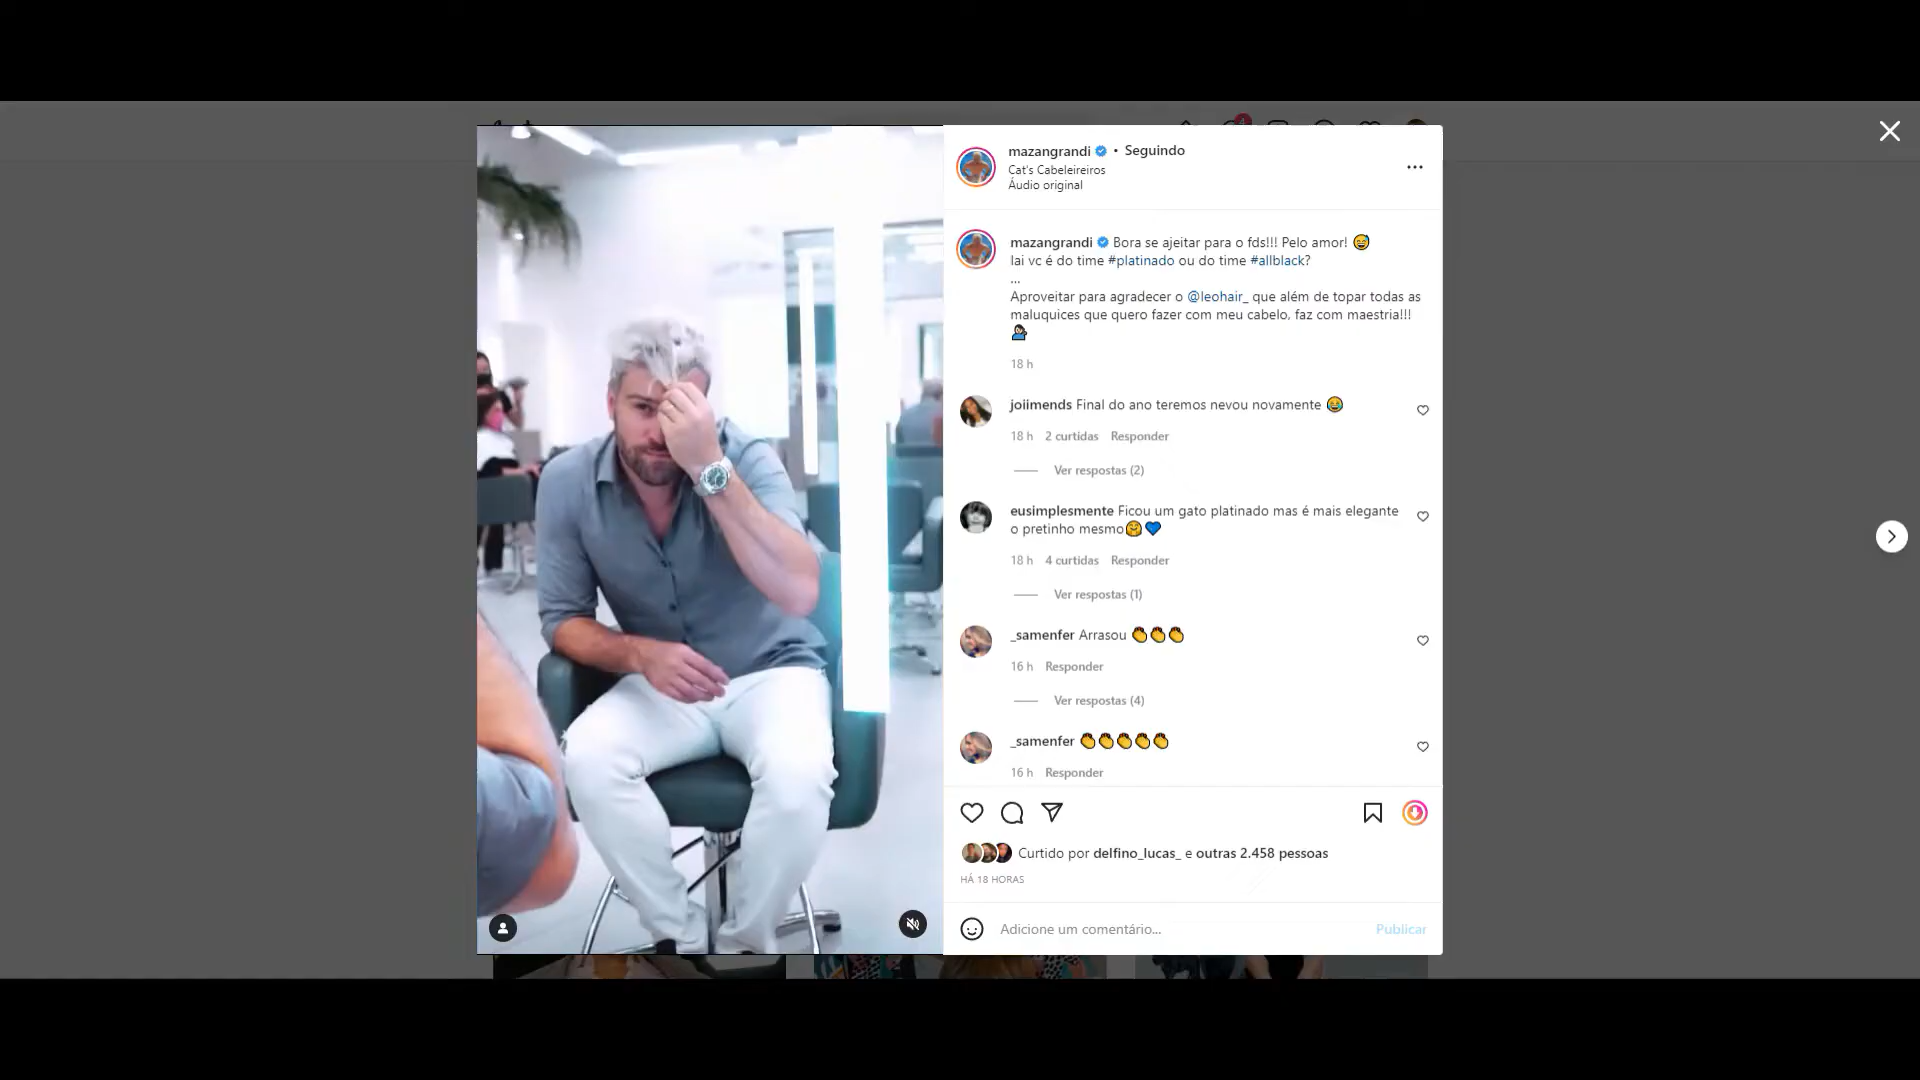 mazangrandi • Seguindo
Cat's Cabeleireiros
Áudio original
mazangrandi Bora se ajeitar para o fds!!! Pelo amor! 😅
Iai vc é do time #platinado ou do time #allblack?
...
Aproveitar para agradecer o @leohair_ que além de topar todas as
maluquices que quero fazer com meu cabelo, faz com maestria!!!
💇🏻‍♂️
18 h
joiimends Final do ano teremos nevou novamente 😂
18 h 2 curtidas Responder
Ver respostas (2)
eusimplesmente Ficou um gato platinado mas é mais elegante
o pretinho mesmo🤗💙
18 h 4 curtidas Responder
Ver respostas (1)
_samenfer Arrasou 👏👏👏
16 h Responder
Ver respostas (4)
_samenfer 👏👏👏👏👏
16 h Responder
Curtido por delfino_lucas_ e outras 2.458 pessoas
HÁ 18 HORAS
Adicione um comentário...
Publicar